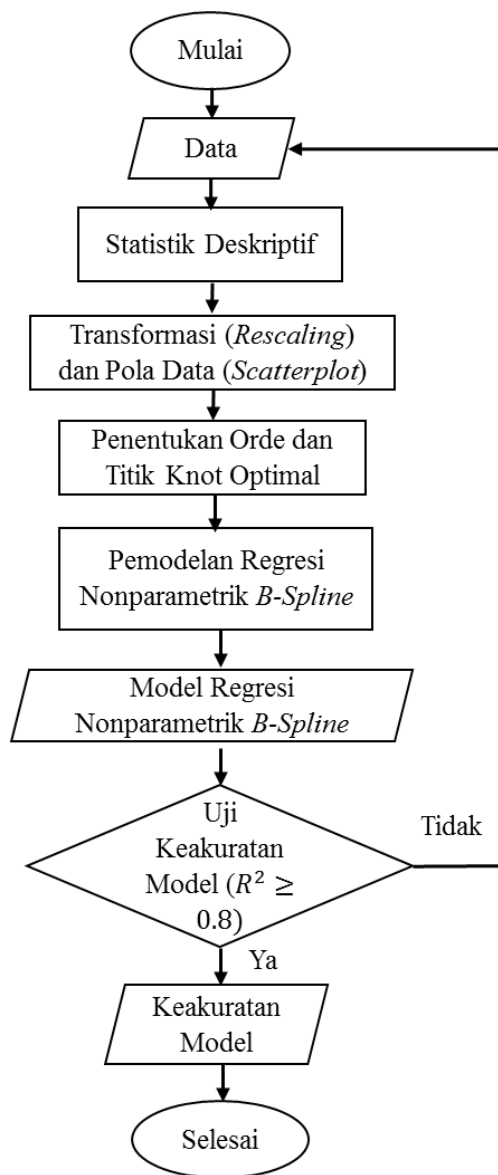 Mulai
Data
Statistik Deskriptif
Transformasi (Rescaling)
dan Pola Data (Scatterplot)
Penentukan Orde dan
Titik Knot Optimal
Pemodelan Regresi
Nonparametrik B-Spline
Model Regresi
Nonparametrik B-Spline
Uji
Keakuratan
Model (R² ≥
0.8)
Tidak
Ya
Keakuratan
Model
Selesai